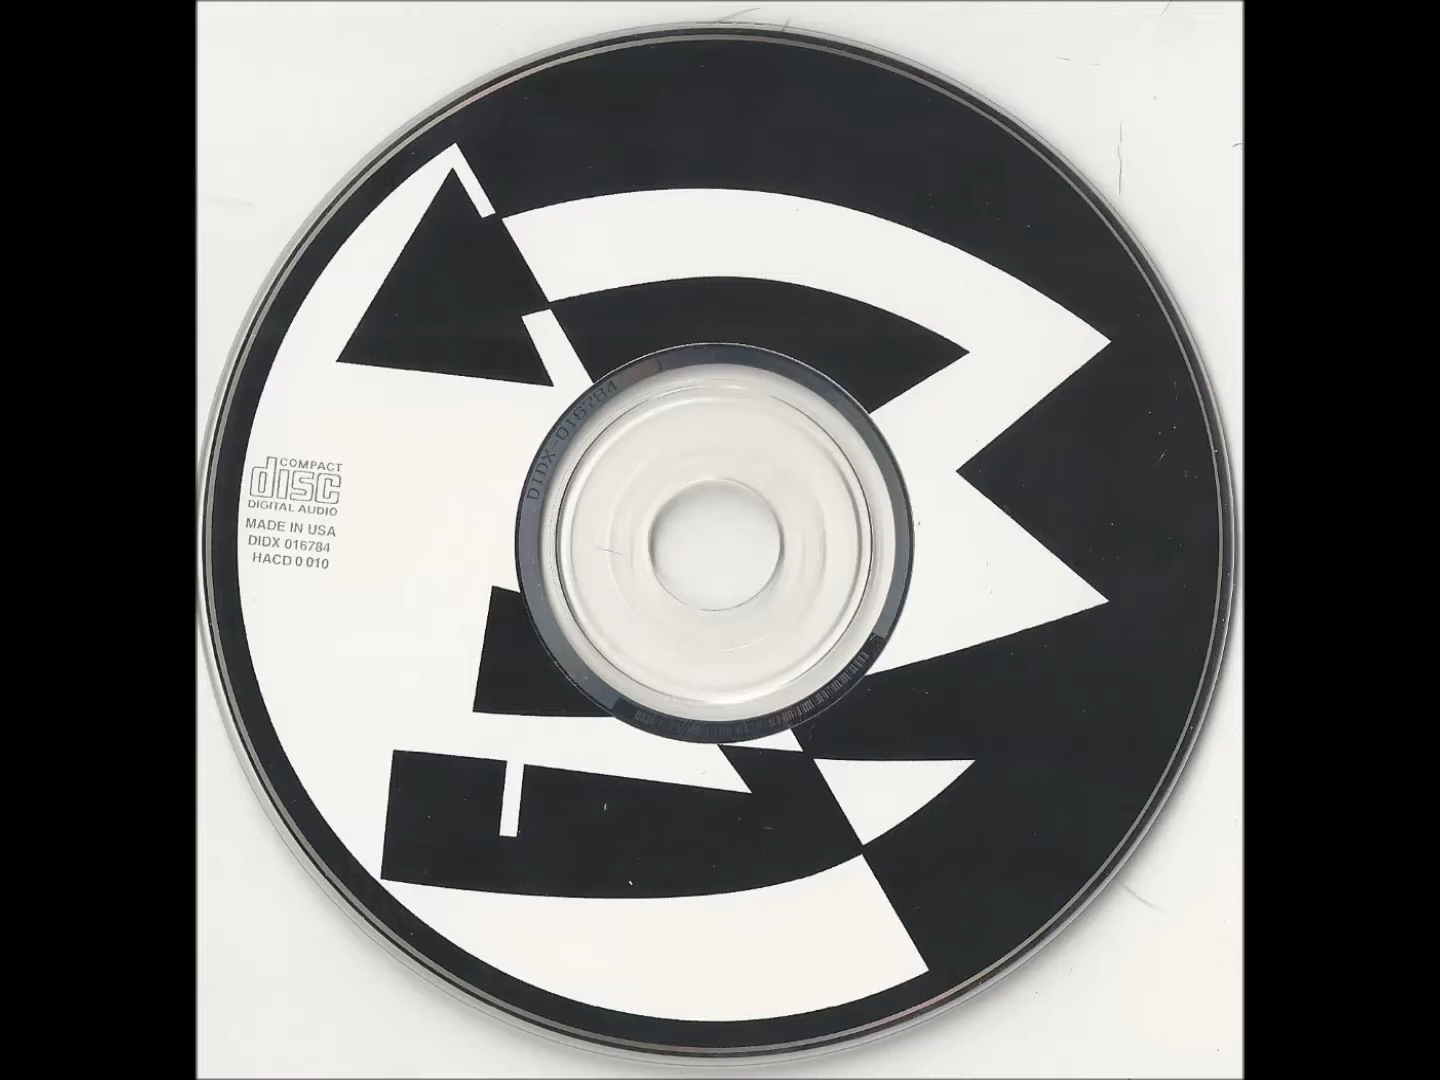 COMPACT
disc
DIGITAL AUDIO
MADE IN USA
DIDX 016784
HACD 0 010
DIDX-016784